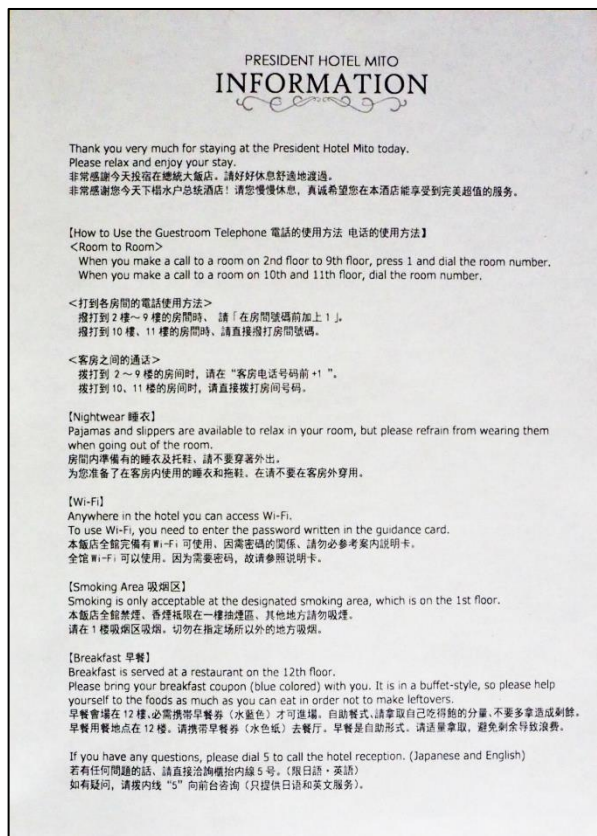 PRESIDENT HOTEL MITO
INFORMATION
Thank you very much for staying at the President Hotel Mito today.
Please relax and enjoy your stay.
非常感謝今天投宿在總統大飯店。請好好休息舒適地渡過。
非常感谢您今天下榻水户总统酒店！请您慢慢休息，真诚希望您在本酒店能享受到完美超值的服务。
【How to Use the Guestroom Telephone 電話的使用方法 电话的使用方法】
<Room to Room>
When you make a call to a room on 2nd floor to 9th floor, press 1 and dial the room number.
When you make a call to a room on 10th and 11th floor, dial the room number.
<打到各房間的電話使用方法>
撥打到 2 樓～9 樓的房間時、 請「在房間號碼前加上 1」。
撥打到 10 樓、11 樓的房間時、請直接撥打房間號碼。
<客房之间的通话>
拨打到 2～9 楼的房间时，请在“客房电话号码前 +1 ”。
拨打到 10、11 楼的房间时，请直接拨打房间号码。
【Nightwear 睡衣】
Pajamas and slippers are available to relax in your room, but please refrain from wearing them
when going out of the room.
房間内準備有的睡衣及托鞋、請不要穿著外出。
为您准备了在客房内使用的睡衣和拖鞋、在请不要在客房外穿用。
【Wi-Fi】
Anywhere in the hotel you can access Wi-Fi.
To use Wi-Fi, you need to enter the password written in the guidance card.
本飯店全館完備有 Wi-Fi 可使用、因需密碼的關係、請勿必參考案内說明卡。
全馆 Wi-Fi 可以使用。因为需要密码，故请参照说明卡。
【Smoking Area 吸烟区】
Smoking is only acceptable at the designated smoking area, which is on the 1st floor.
本飯店全館禁煙、香煙祗限在一樓抽煙區、其他地方請勿吸煙。
请在 1 楼吸烟区吸烟。切勿在指定场所以外的地方吸烟。
【Breakfast 早餐】
Breakfast is served at a restaurant on the 12th floor.
Please bring your breakfast coupon (blue colored) with you. It is in a buffet-style, so please help
yourself to the foods as much as you can eat in order not to make leftovers.
早餐會場在 12 樓、必需携帯早餐券（水藍色）才可進場。自助餐式、請拿取自己吃得飽的分量、不要多拿造成剩餘。
早餐用餐地点在 12 楼。请携带早餐券（水色纸）去餐厅。早餐是自助形式、请适量拿取，避免剩余导致浪费。
If you have any questions, please dial 5 to call the hotel reception. (Japanese and English)
若有任何問題的話、請直接洽詢櫃抬内線 5 号。（限日語・英語）
如有疑问，请拨内线“5”向前台咨询（只提供日语和英文服务）。